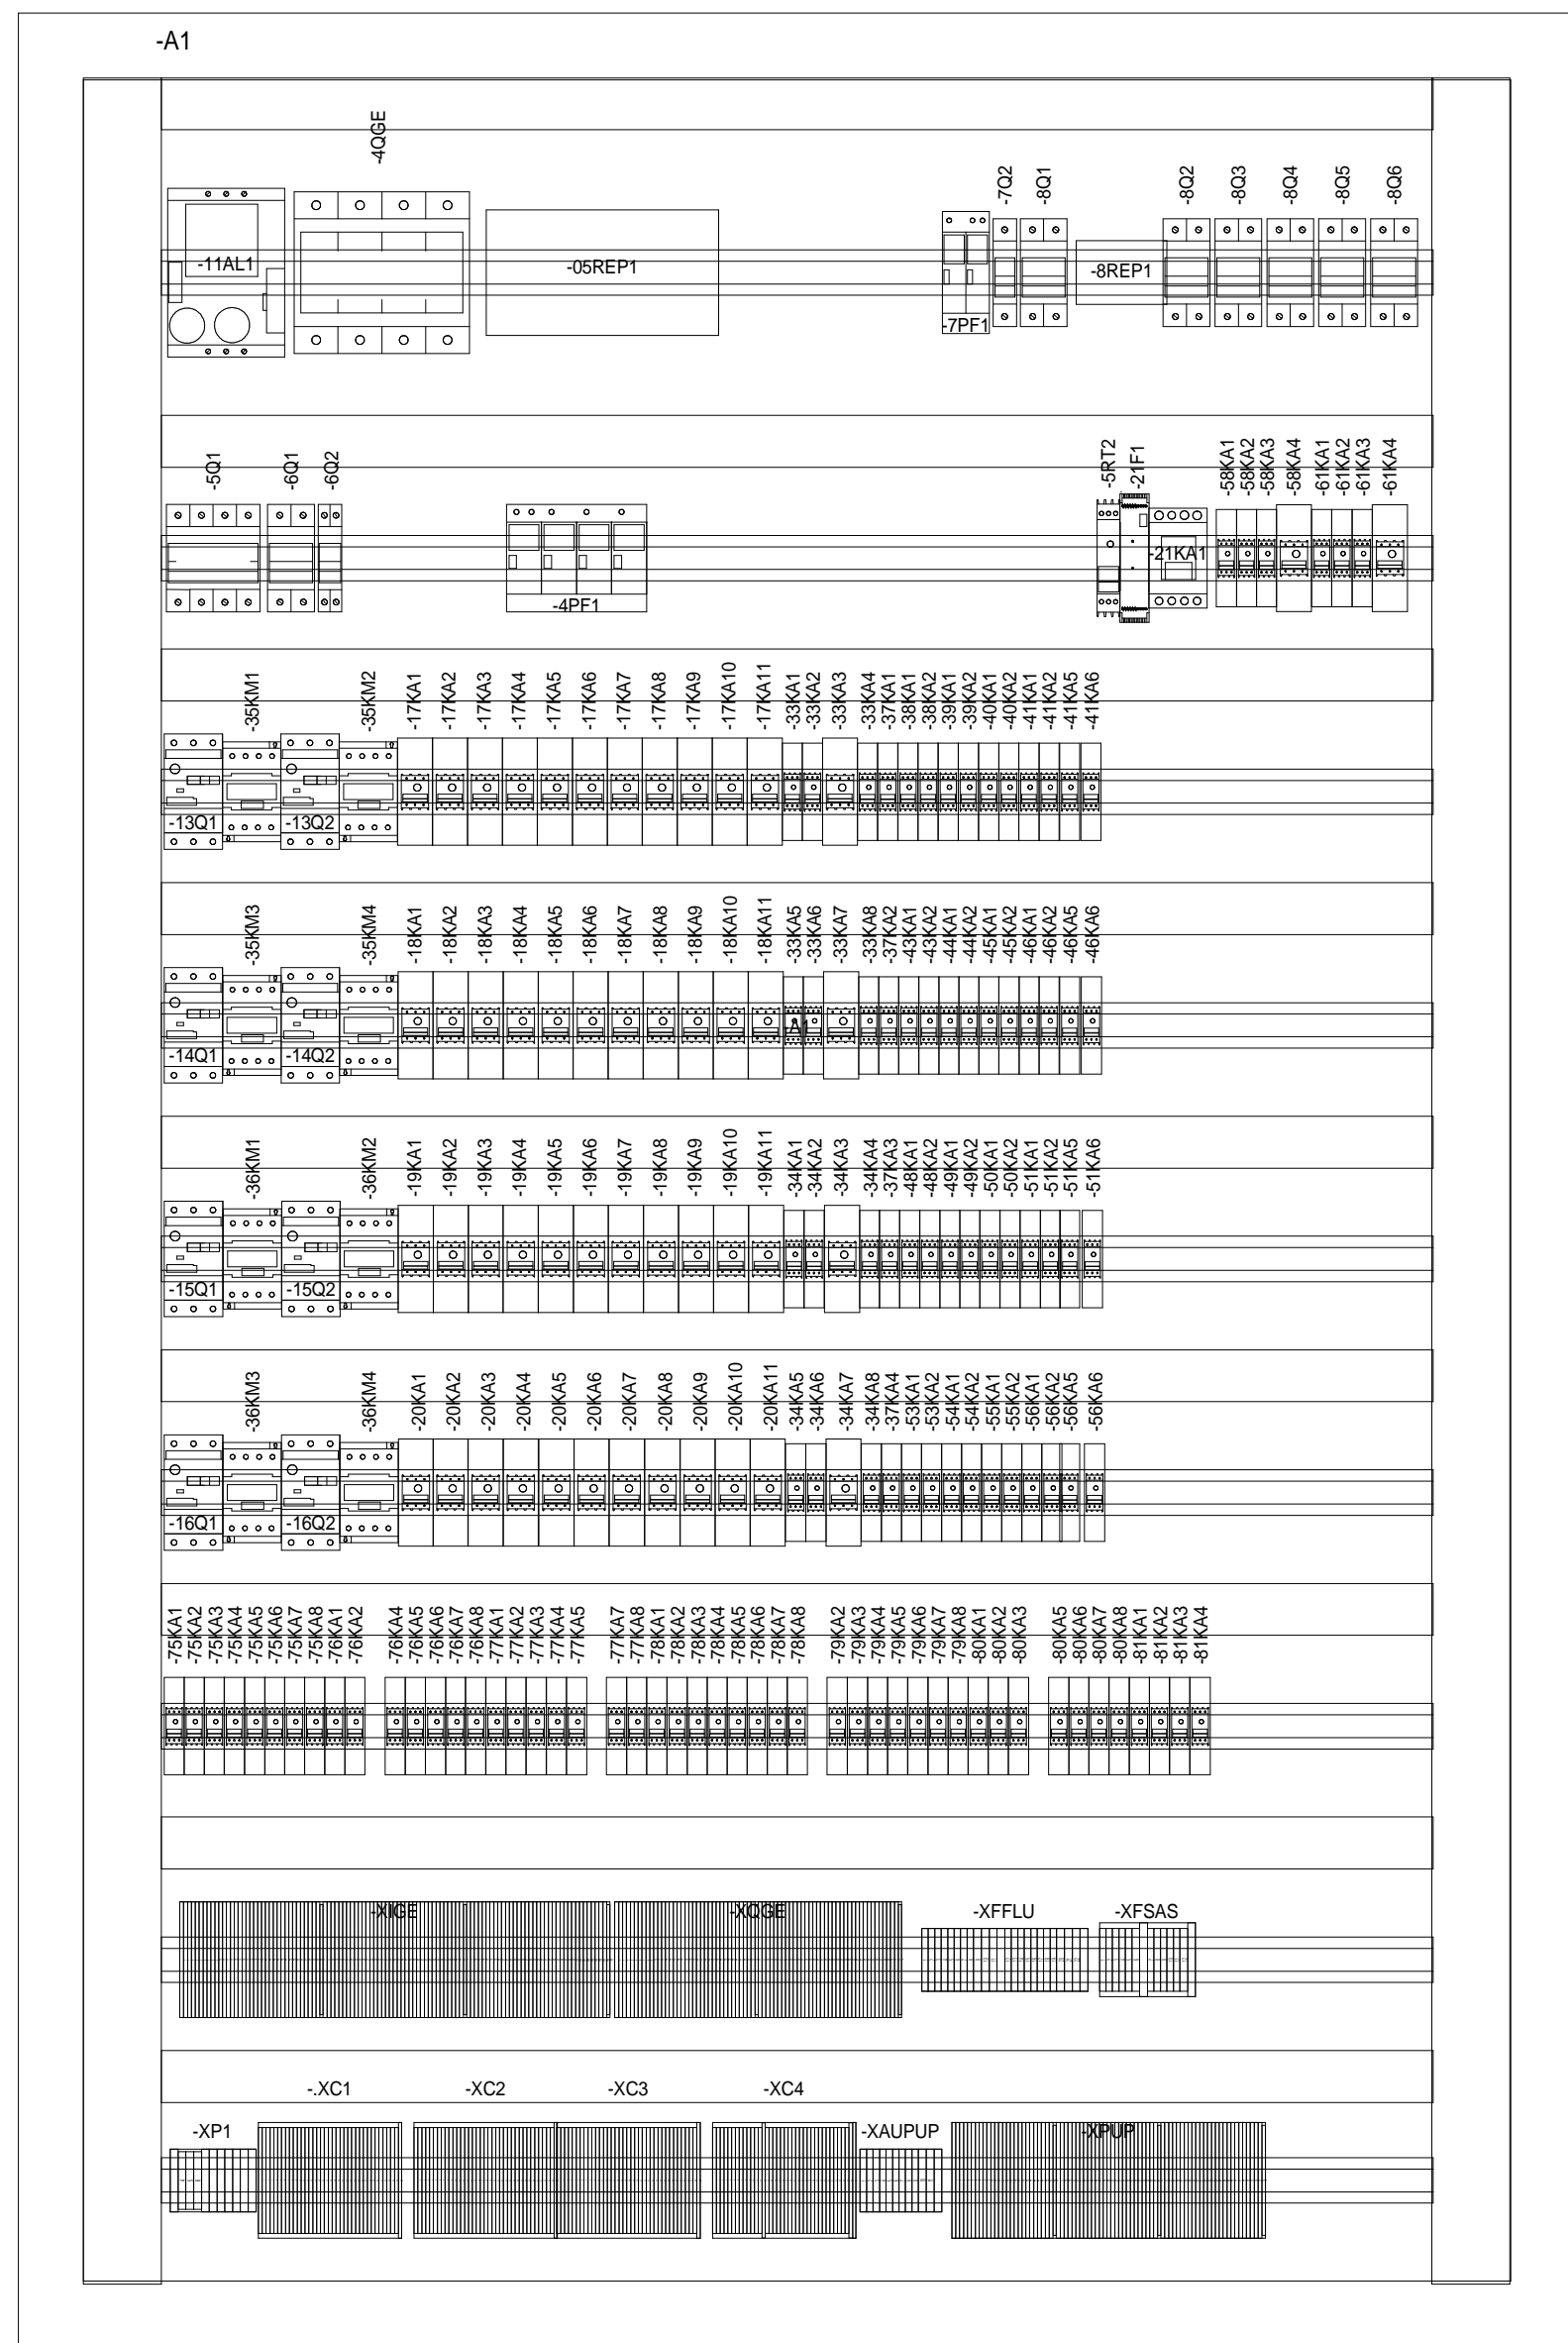 -A1
-4QGE
-7Q2 -8Q1 -8Q2 -8Q3 -8Q4 -8Q5 -8Q6
-11AL1 -05REP1 -8REP1
-7PF1
-5Q1 -6Q1 -6Q2 -5RT2 -21F1 -58KA1 -58KA2 -58KA3 -58KA4 -61KA1 -61KA2 -61KA3 -61KA4
-21KA1
-4PF1
-35KM1 -35KM2 -17KA1 -17KA2 -17KA3 -17KA4 -17KA5 -17KA6 -17KA7 -17KA8 -17KA9 -17KA10 -17KA11 -33KA1 -33KA2 -33KA3 -33KA4 -37KA1 -38KA1 -38KA2 -39KA1 -39KA2 -40KA1 -40KA2 -41KA1 -41KA2 -41KA5 -41KA6
-13Q1 -13Q2
-35KM3 -35KM4 -18KA1 -18KA2 -18KA3 -18KA4 -18KA5 -18KA6 -18KA7 -18KA8 -18KA9 -18KA10 -18KA11 -33KA5 -33KA6 -33KA7 -33KA8 -37KA2 -43KA1 -43KA2 -44KA1 -44KA2 -45KA1 -45KA2 -46KA1 -46KA2 -46KA5 -46KA6
-A1
-14Q1 -14Q2
-36KM1 -36KM2 -19KA1 -19KA2 -19KA3 -19KA4 -19KA5 -19KA6 -19KA7 -19KA8 -19KA9 -19KA10 -19KA11 -34KA1 -34KA2 -34KA3 -34KA4 -37KA3 -48KA1 -48KA2 -49KA1 -49KA2 -50KA1 -50KA2 -51KA1 -51KA2 -51KA5 -51KA6
-15Q1 -15Q2
-36KM3 -36KM4 -20KA1 -20KA2 -20KA3 -20KA4 -20KA5 -20KA6 -20KA7 -20KA8 -20KA9 -20KA10 -20KA11 -34KA5 -34KA6 -34KA7 -34KA8 -37KA4 -53KA1 -53KA2 -54KA1 -54KA2 -55KA1 -55KA2 -56KA1 -56KA2 -56KA5 -56KA6
-16Q1 -16Q2
-75KA1 -75KA2 -75KA3 -75KA4 -75KA5 -75KA6 -75KA7 -75KA8 -76KA1 -76KA2 -76KA4 -76KA5 -76KA6 -76KA7 -76KA8 -77KA1 -77KA2 -77KA3 -77KA4 -77KA5 -77KA7 -77KA8 -78KA1 -78KA2 -78KA3 -78KA4 -78KA5 -78KA6 -78KA7 -78KA8 -79KA2 -79KA3 -79KA4 -79KA5 -79KA6 -79KA7 -79KA8 -80KA1 -80KA2 -80KA3 -80KA5 -80KA6 -80KA7 -80KA8 -81KA1 -81KA2 -81KA3 -81KA4
-XIGE -XQGE -XFFLU -XFSAS
-.XC1 -XC2 -XC3 -XC4
-XP1 -XAUPUP -XPUP